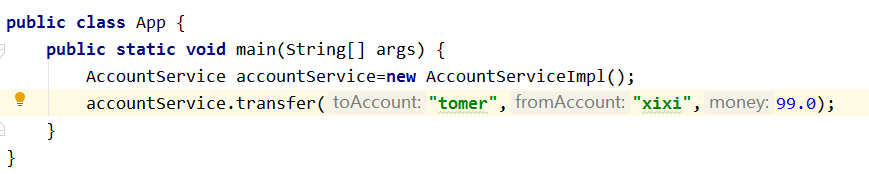 public class App {
public static void main(String[] args) {
AccountService accountService=new AccountServiceImpl();
accountService.transfer( toAccount: "tomer", fromAccount: "xixi", money: 99.0);
}
}